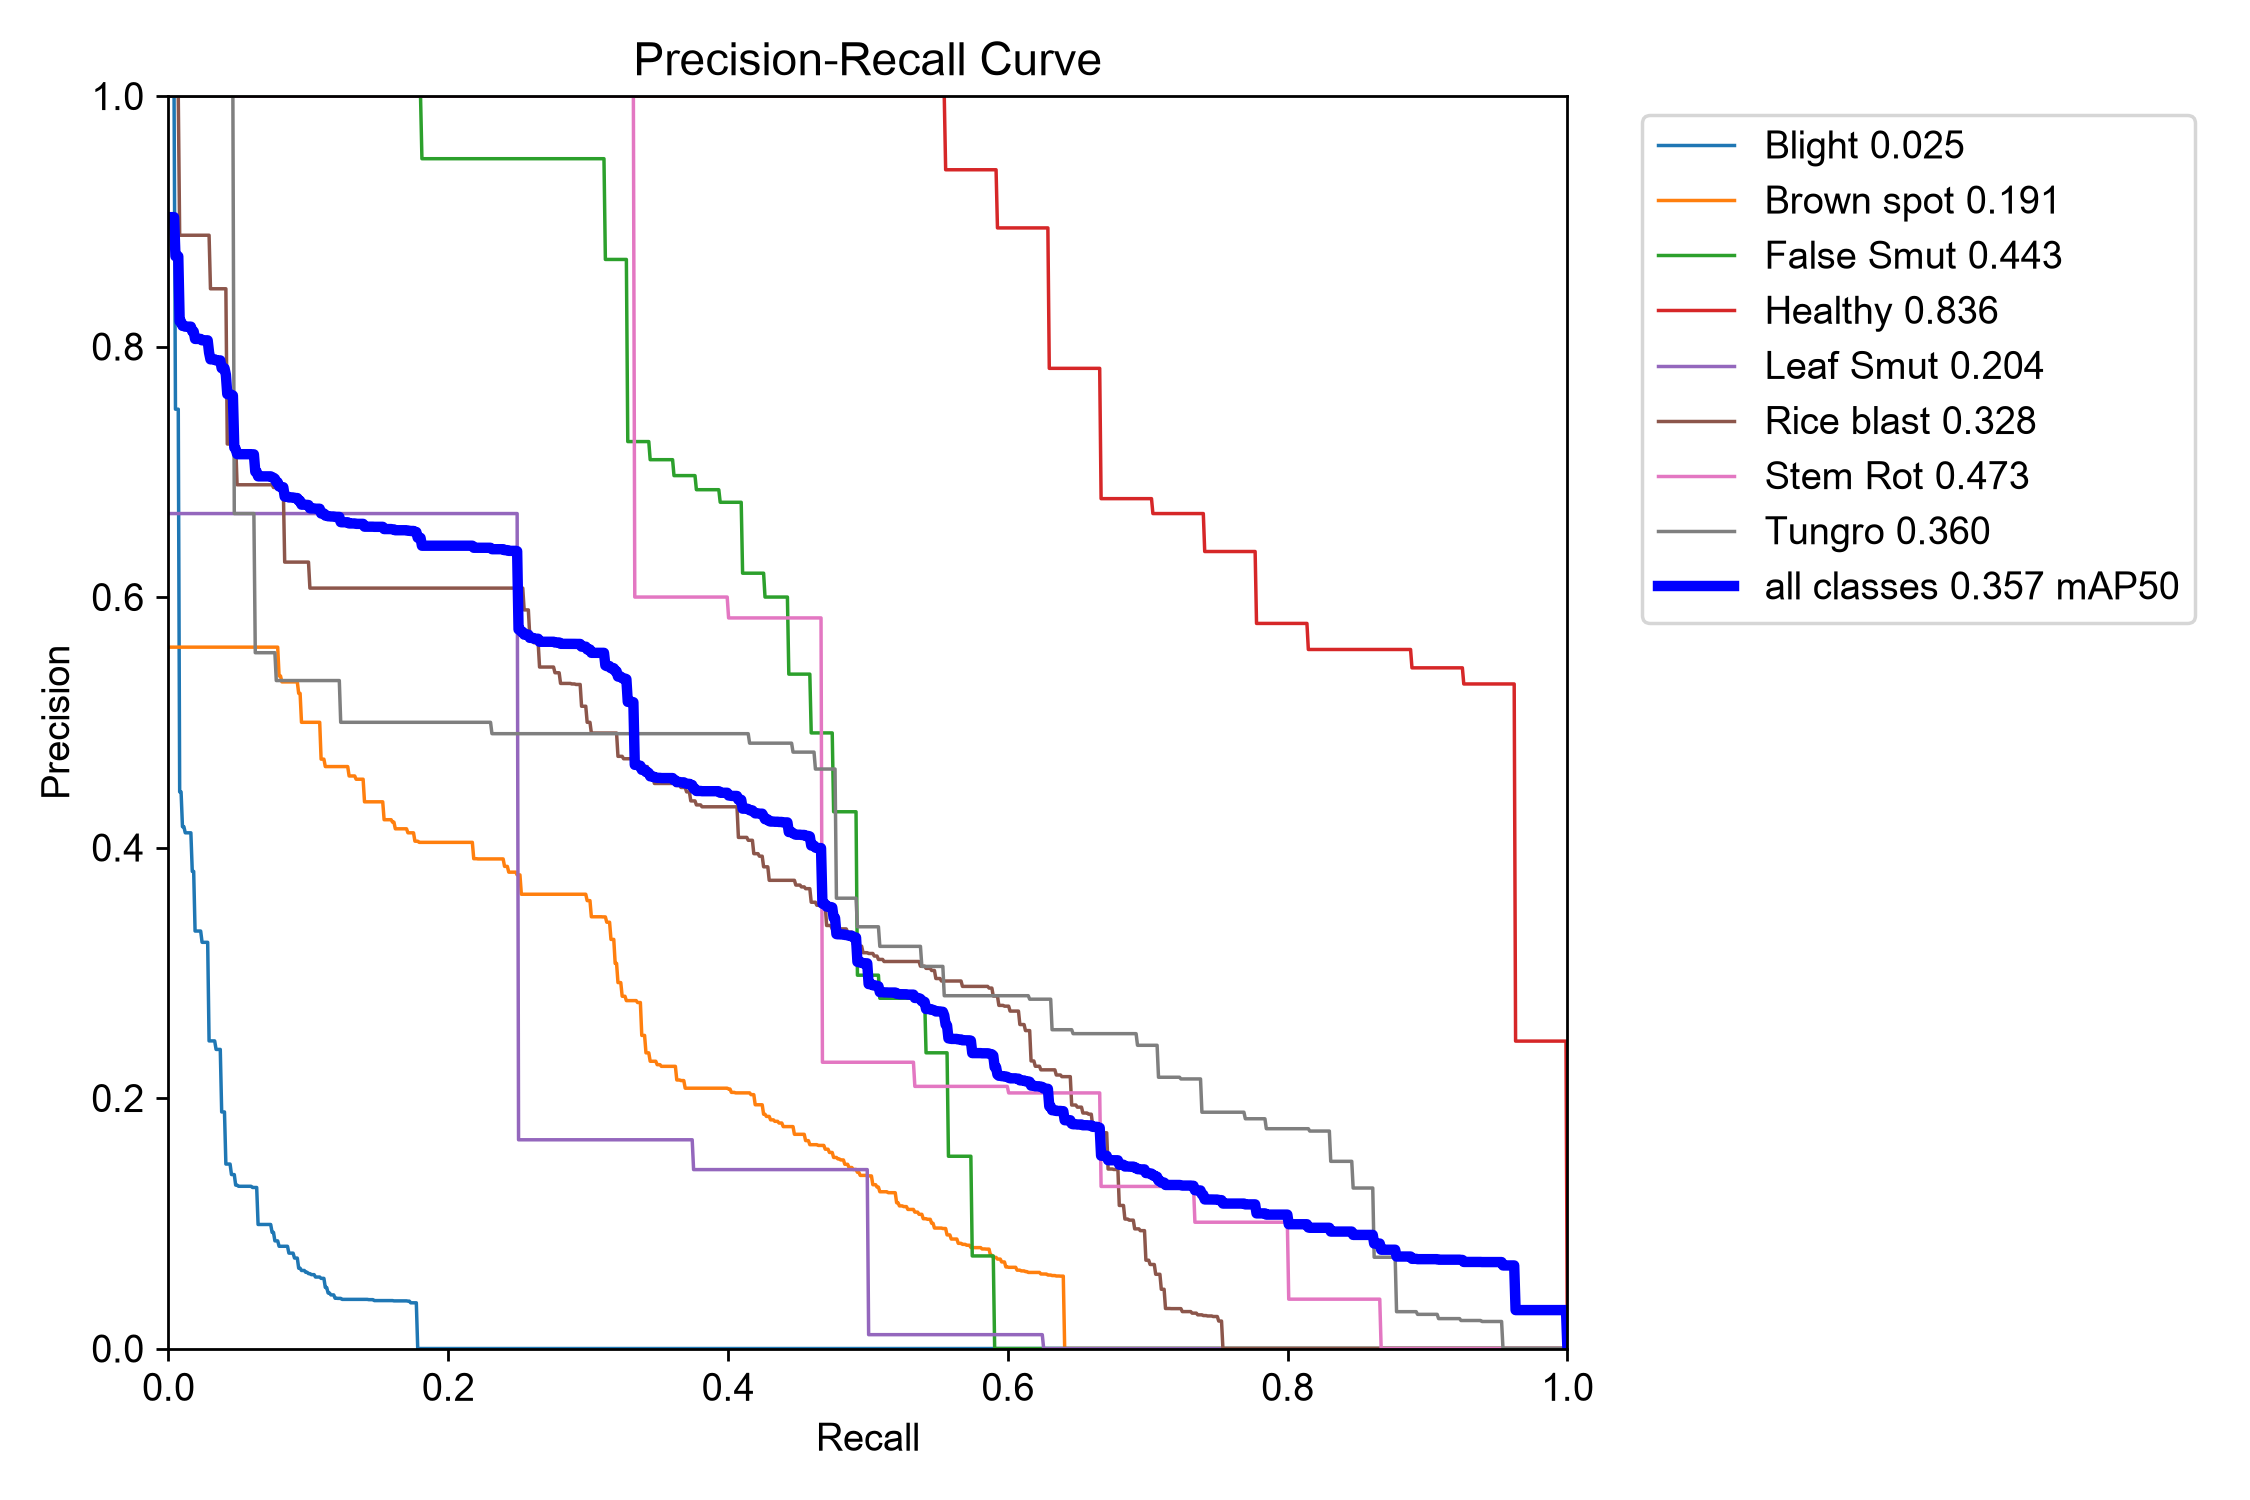 Precision-Recall Curve
1.0
0.8
0.6
0.4
0.2
0.0
Precision
0.0 0.2 0.4 0.6 0.8 1.0
Recall
Blight 0.025
Brown spot 0.191
False Smut 0.443
Healthy 0.836
Leaf Smut 0.204
Rice blast 0.328
Stem Rot 0.473
Tungro 0.360
all classes 0.357 mAP50